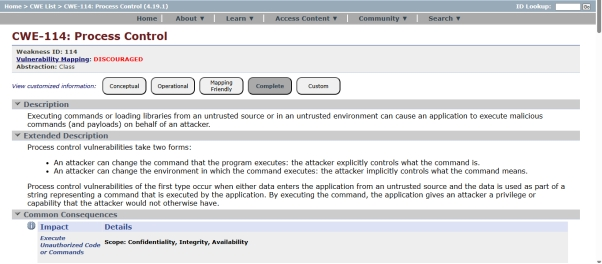 Home > CWE List > CWE-114: Process Control (4.19.1)
ID Lookup:
Go
Home
About ▼
Learn ▼
Access Content ▼
Community ▼
Search ▼
CWE-114: Process Control
Weakness ID: 114
Vulnerability Mapping: DISCOURAGED
Abstraction: Class
View customized information:
Conceptual
Operational
Mapping
Friendly
Complete
Custom
Description
Executing commands or loading libraries from an untrusted source or in an untrusted environment can cause an application to execute malicious
commands (and payloads) on behalf of an attacker.
Extended Description
Process control vulnerabilities take two forms:
• An attacker can change the command that the program executes: the attacker explicitly controls what the command is.
• An attacker can change the environment in which the command executes: the attacker implicitly controls what the command means.
Process control vulnerabilities of the first type occur when either data enters the application from an untrusted source and the data is used as part of a
string representing a command that is executed by the application. By executing the command, the application gives an attacker a privilege or
capability that the attacker would not otherwise have.
Common Consequences
Impact
Details
Execute
Unauthorized Code
or Commands
Scope: Confidentiality, Integrity, Availability